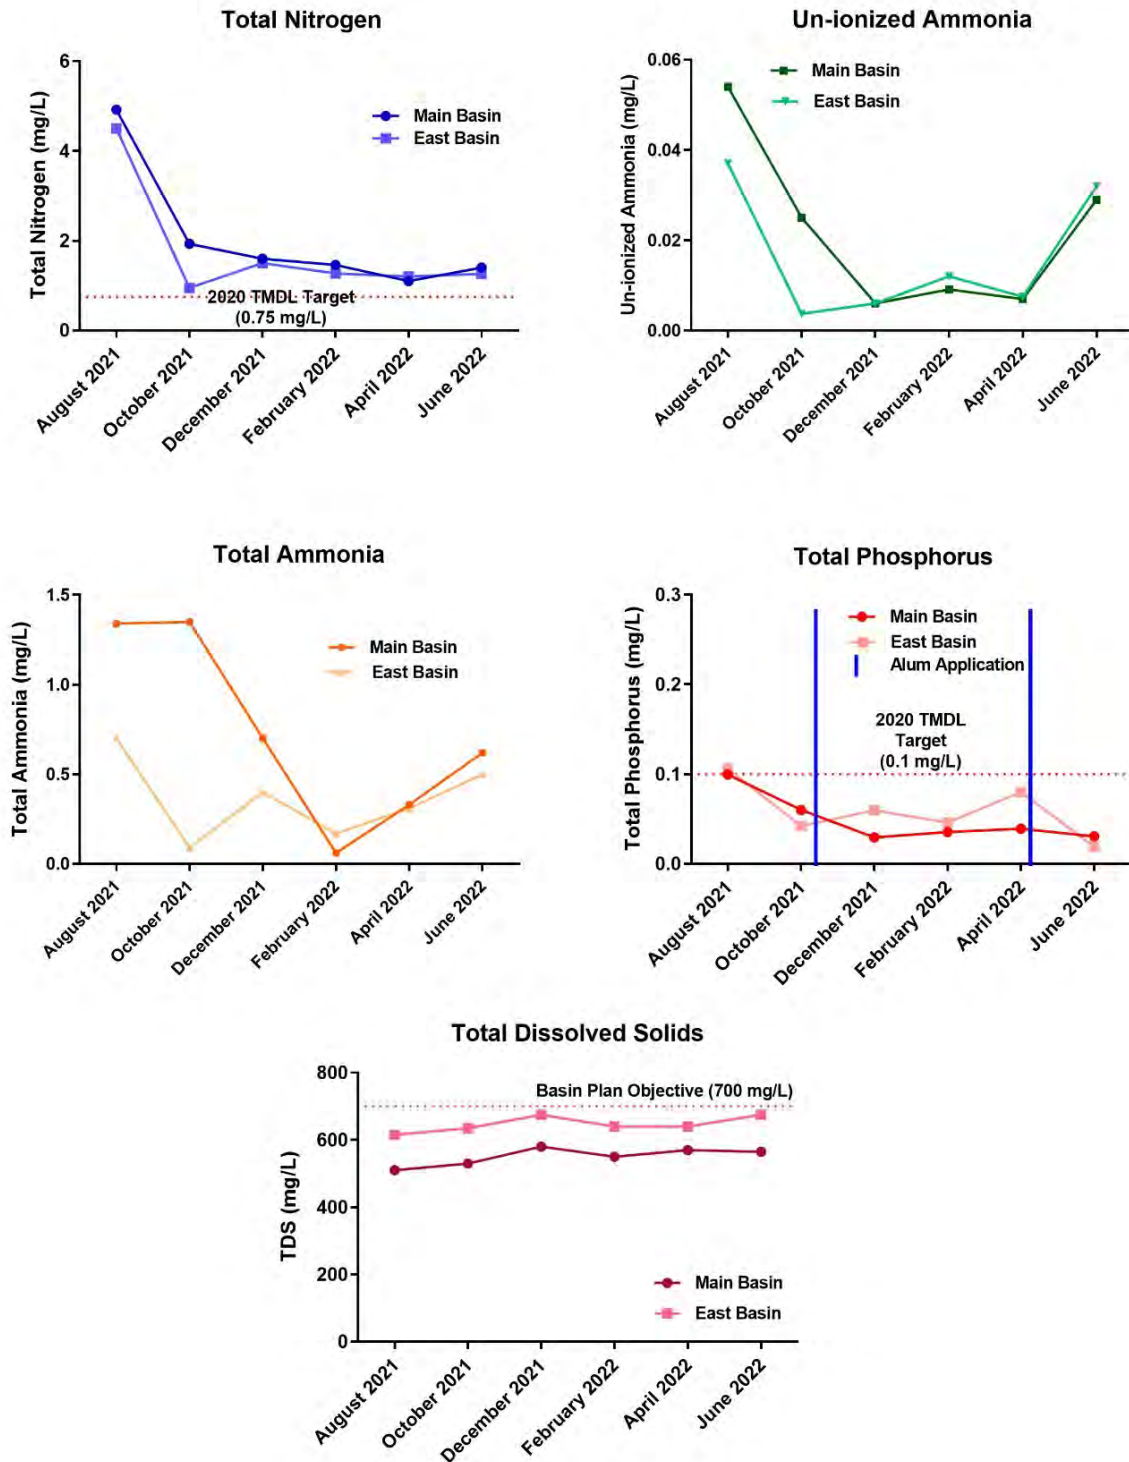 Total Nitrogen
Total Nitrogen (mg/L)
6
4
2
0
Main Basin
East Basin
2020 TMDL Target
(0.75 mg/L)
August 2021
October 2021
December 2021
February 2022
April 2022
June 2022
Un-ionized Ammonia
Un-ionized Ammonia (mg/L)
0.06
0.04
0.02
0.00
Main Basin
East Basin
August 2021
October 2021
December 2021
February 2022
April 2022
June 2022
Total Ammonia
Total Ammonia (mg/L)
1.5
1.0
0.5
0.0
Main Basin
East Basin
August 2021
October 2021
December 2021
February 2022
April 2022
June 2022
Total Phosphorus
Total Phosphorus (mg/L)
0.3
0.2
0.1
0.0
Main Basin
East Basin
Alum Application
2020 TMDL
Target
(0.1 mg/L)
August 2021
October 2021
December 2021
February 2022
April 2022
June 2022
Total Dissolved Solids
TDS (mg/L)
800
600
400
200
0
Basin Plan Objective (700 mg/L)
Main Basin
East Basin
August 2021
October 2021
December 2021
February 2022
April 2022
June 2022